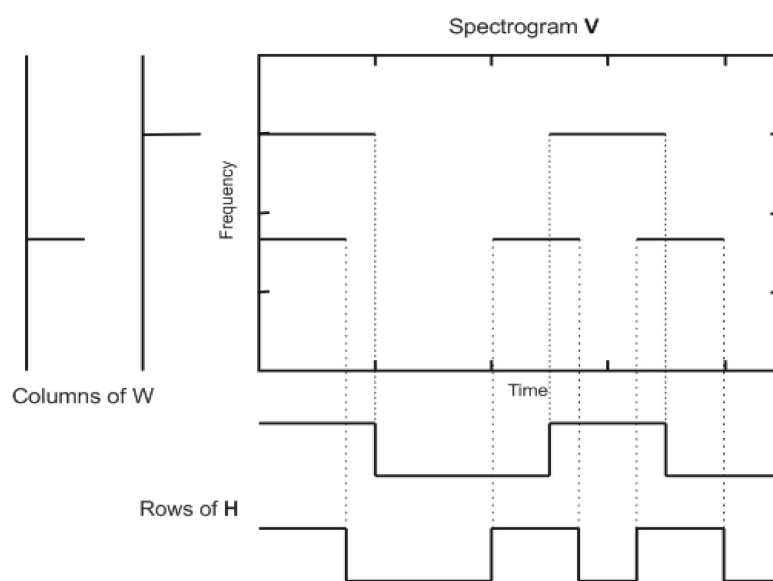 Spectrogram V
Frequency
Columns of W
Time
Rows of H